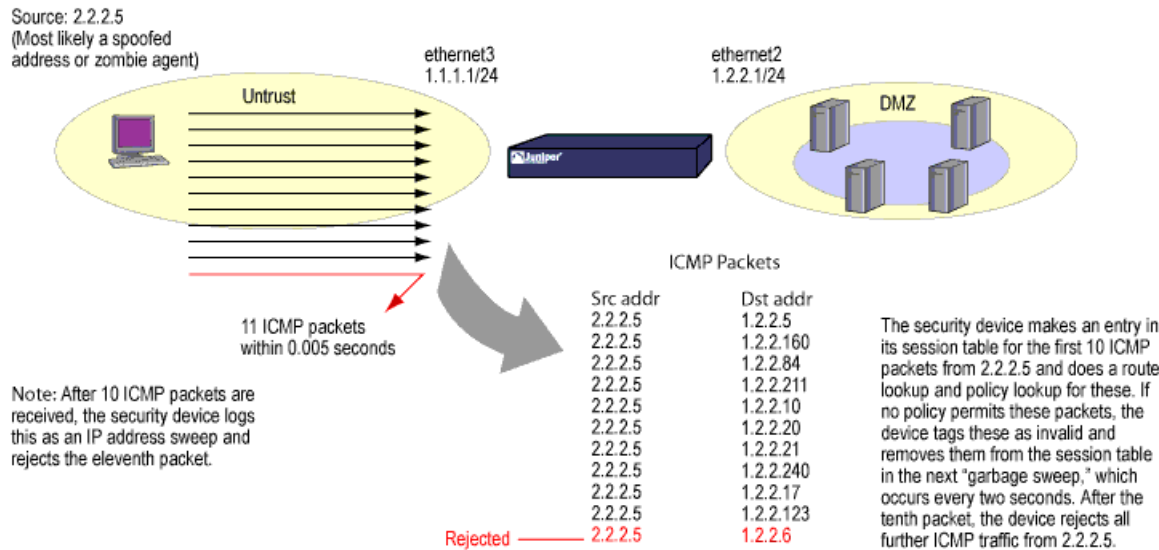 Source: 2.2.2.5
(Most likely a spoofed
address or zombie agent)
ethernet3
1.1.1.1/24
ethernet2
1.2.2.1/24
Untrust
DMZ
Juniper
11 ICMP packets
within 0.005 seconds
Note: After 10 ICMP packets are
received, the security device logs
this as an IP address sweep and
rejects the eleventh packet.
ICMP Packets
Src addr Dst addr
2.2.2.5 1.2.2.5
2.2.2.5 1.2.2.160
2.2.2.5 1.2.2.84
2.2.2.5 1.2.2.211
2.2.2.5 1.2.2.10
2.2.2.5 1.2.2.20
2.2.2.5 1.2.2.21
2.2.2.5 1.2.2.240
2.2.2.5 1.2.2.17
2.2.2.5 1.2.2.123
Rejected 2.2.2.5 1.2.2.6
The security device makes an entry in
its session table for the first 10 ICMP
packets from 2.2.2.5 and does a route
lookup and policy lookup for these. If
no policy permits these packets, the
device tags these as invalid and
removes them from the session table
in the next “garbage sweep,” which
occurs every two seconds. After the
tenth packet, the device rejects all
further ICMP traffic from 2.2.2.5.